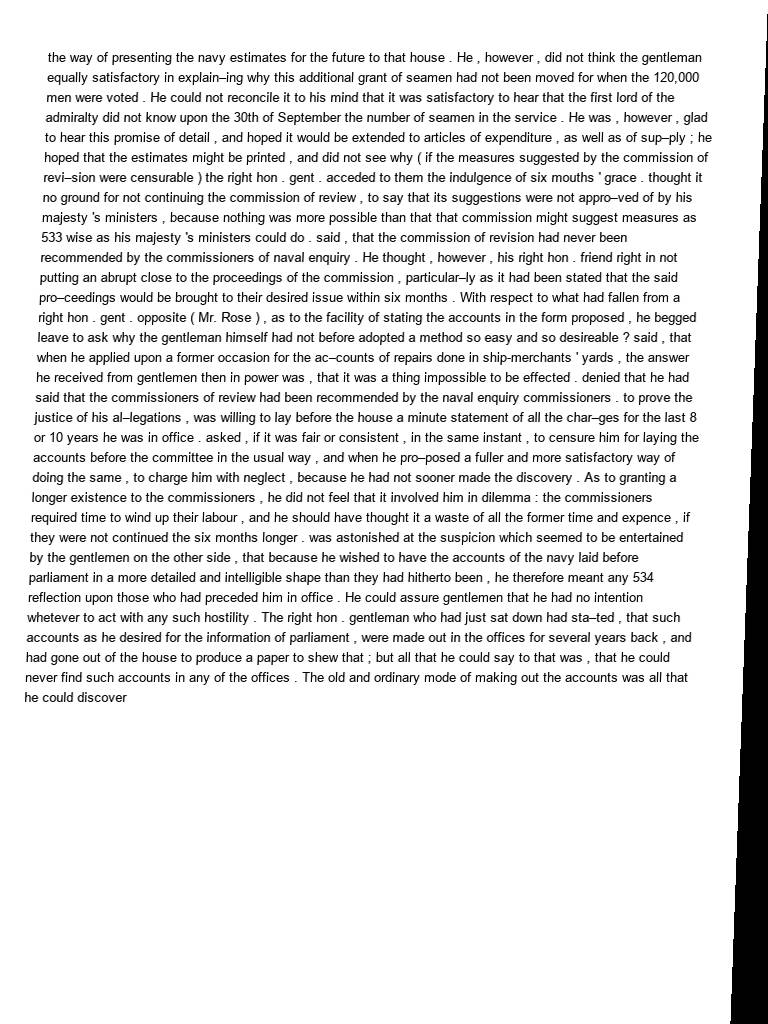 the way of presenting the navy estimates for the future to that house . He , however , did not think the gentleman
equally satisfactory in explain–ing why this additional grant of seamen had not been moved for when the 120,000
men were voted . He could not reconcile it to his mind that it was satisfactory to hear that the first lord of the
admiralty did not know upon the 30th of September the number of seamen in the service . He was , however , glad
to hear this promise of detail , and hoped it would be extended to articles of expenditure , as well as of sup–ply ; he
hoped that the estimates might be printed , and did not see why ( if the measures suggested by the commission of
revi–sion were censurable ) the right hon . gent . acceded to them the indulgence of six mouths ' grace . thought it
no ground for not continuing the commission of review , to say that its suggestions were not appro–ved of by his
majesty 's ministers , because nothing was more possible than that that commission might suggest measures as
533 wise as his majesty 's ministers could do . said , that the commission of revision had never been
recommended by the commissioners of naval enquiry . He thought , however , his right hon . friend right in not
putting an abrupt close to the proceedings of the commission , particular–ly as it had been stated that the said
pro–ceedings would be brought to their desired issue within six months . With respect to what had fallen from a
right hon . gent . opposite ( Mr. Rose ) , as to the facility of stating the accounts in the form proposed , he begged
leave to ask why the gentleman himself had not before adopted a method so easy and so desireable ? said , that
when he applied upon a former occasion for the ac–counts of repairs done in ship-merchants ' yards , the answer
he received from gentlemen then in power was , that it was a thing impossible to be effected . denied that he had
said that the commissioners of review had been recommended by the naval enquiry commissioners . to prove the
justice of his al–legations , was willing to lay before the house a minute statement of all the char–ges for the last 8
or 10 years he was in office . asked , if it was fair or consistent , in the same instant , to censure him for laying the
accounts before the committee in the usual way , and when he pro–posed a fuller and more satisfactory way of
doing the same , to charge him with neglect , because he had not sooner made the discovery . As to granting a
longer existence to the commissioners , he did not feel that it involved him in dilemma : the commissioners
required time to wind up their labour , and he should have thought it a waste of all the former time and expence , if
they were not continued the six months longer . was astonished at the suspicion which seemed to be entertained
by the gentlemen on the other side , that because he wished to have the accounts of the navy laid before
parliament in a more detailed and intelligible shape than they had hitherto been , he therefore meant any 534
reflection upon those who had preceded him in office . He could assure gentlemen that he had no intention
whetever to act with any such hostility . The right hon . gentleman who had just sat down had sta–ted , that such
accounts as he desired for the information of parliament , were made out in the offices for several years back , and
had gone out of the house to produce a paper to shew that ; but all that he could say to that was , that he could
never find such accounts in any of the offices . The old and ordinary mode of making out the accounts was all that
he could discover